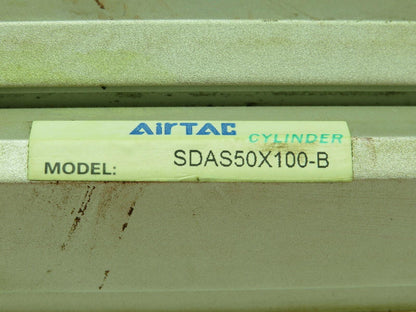 AirTAC CYLINDER
MODEL: SDAS50X100-B